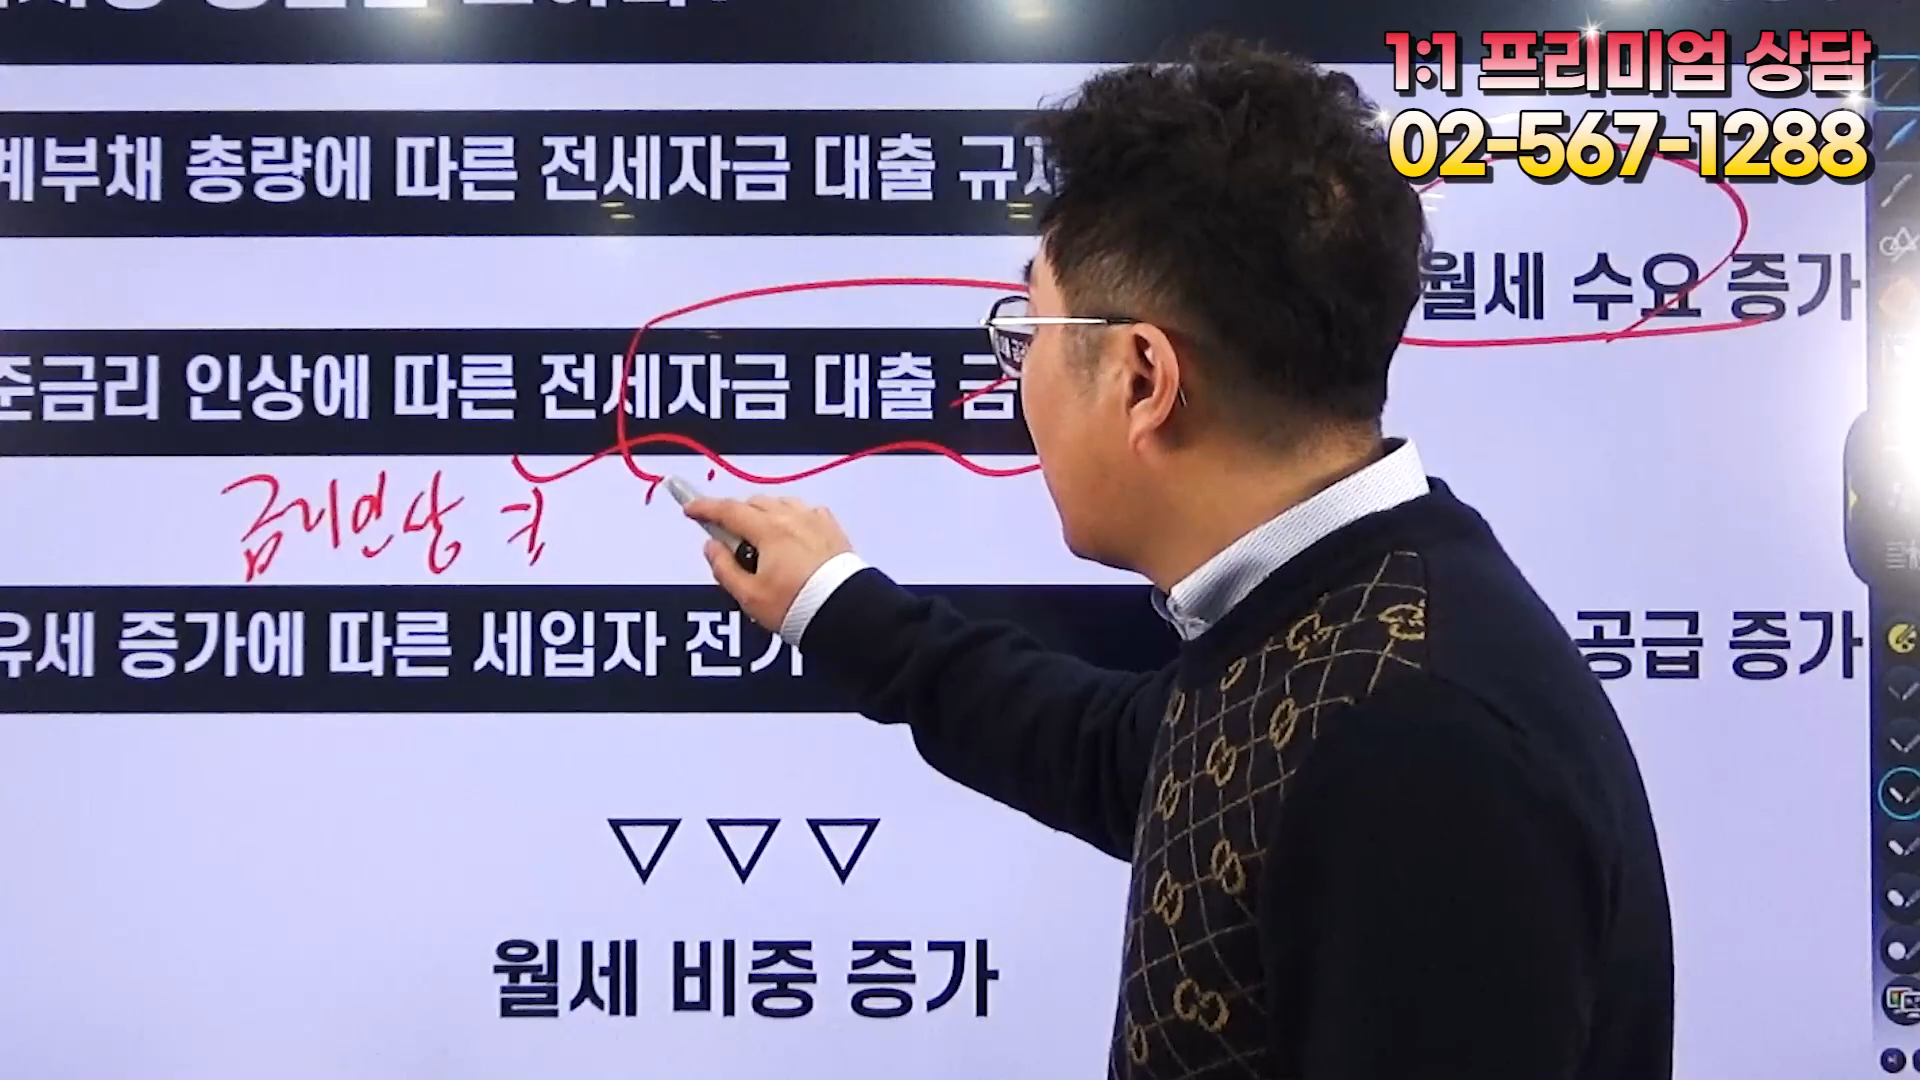 1:1 프리미엄 상담
02-567-1288
계부채 총량에 따른 전세자금 대출 규제
월세 수요 증가
준금리 인상에 따른 전세자금 대출 금
금리인상
유세 증가에 따른 세입자 전가
공급 증가
월세 비중 증가